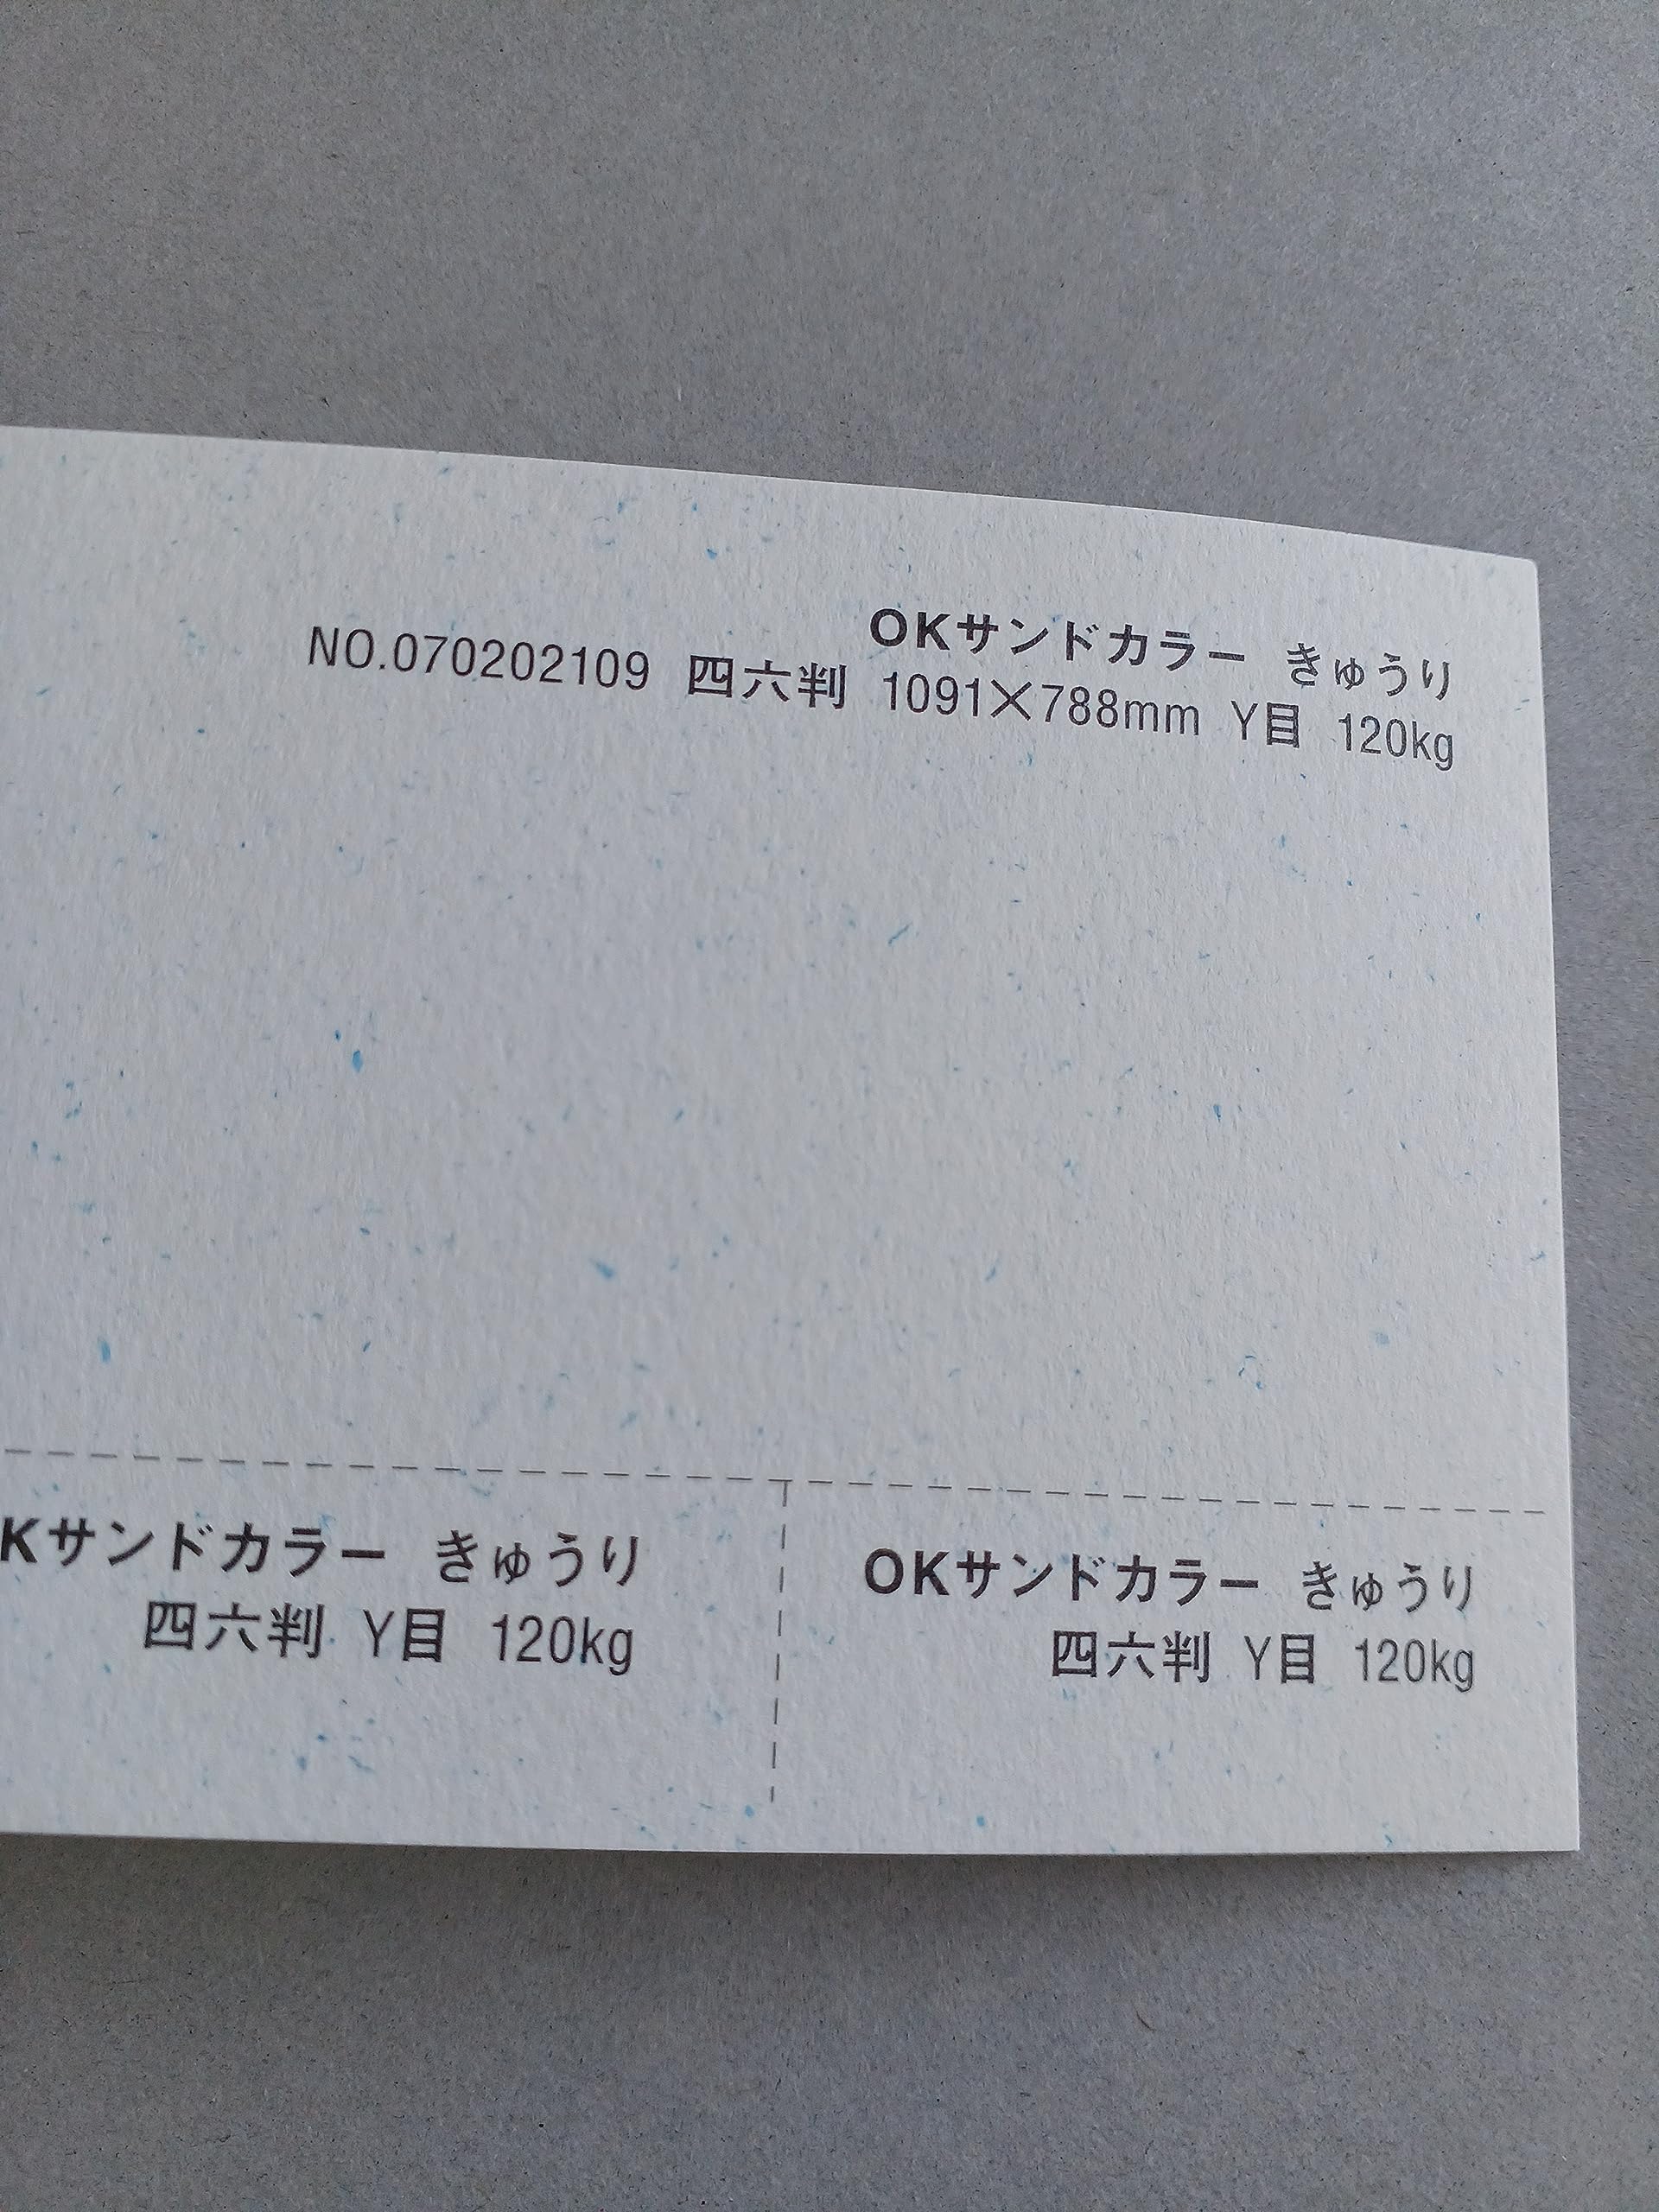 OKサンドカラー きゅうり
NO.070202109 四六判 1091×788mm Y目 120kg
Kサンドカラー きゅうり
四六判 Y目 120kg
OKサンドカラー きゅうり
四六判 Y目 120kg